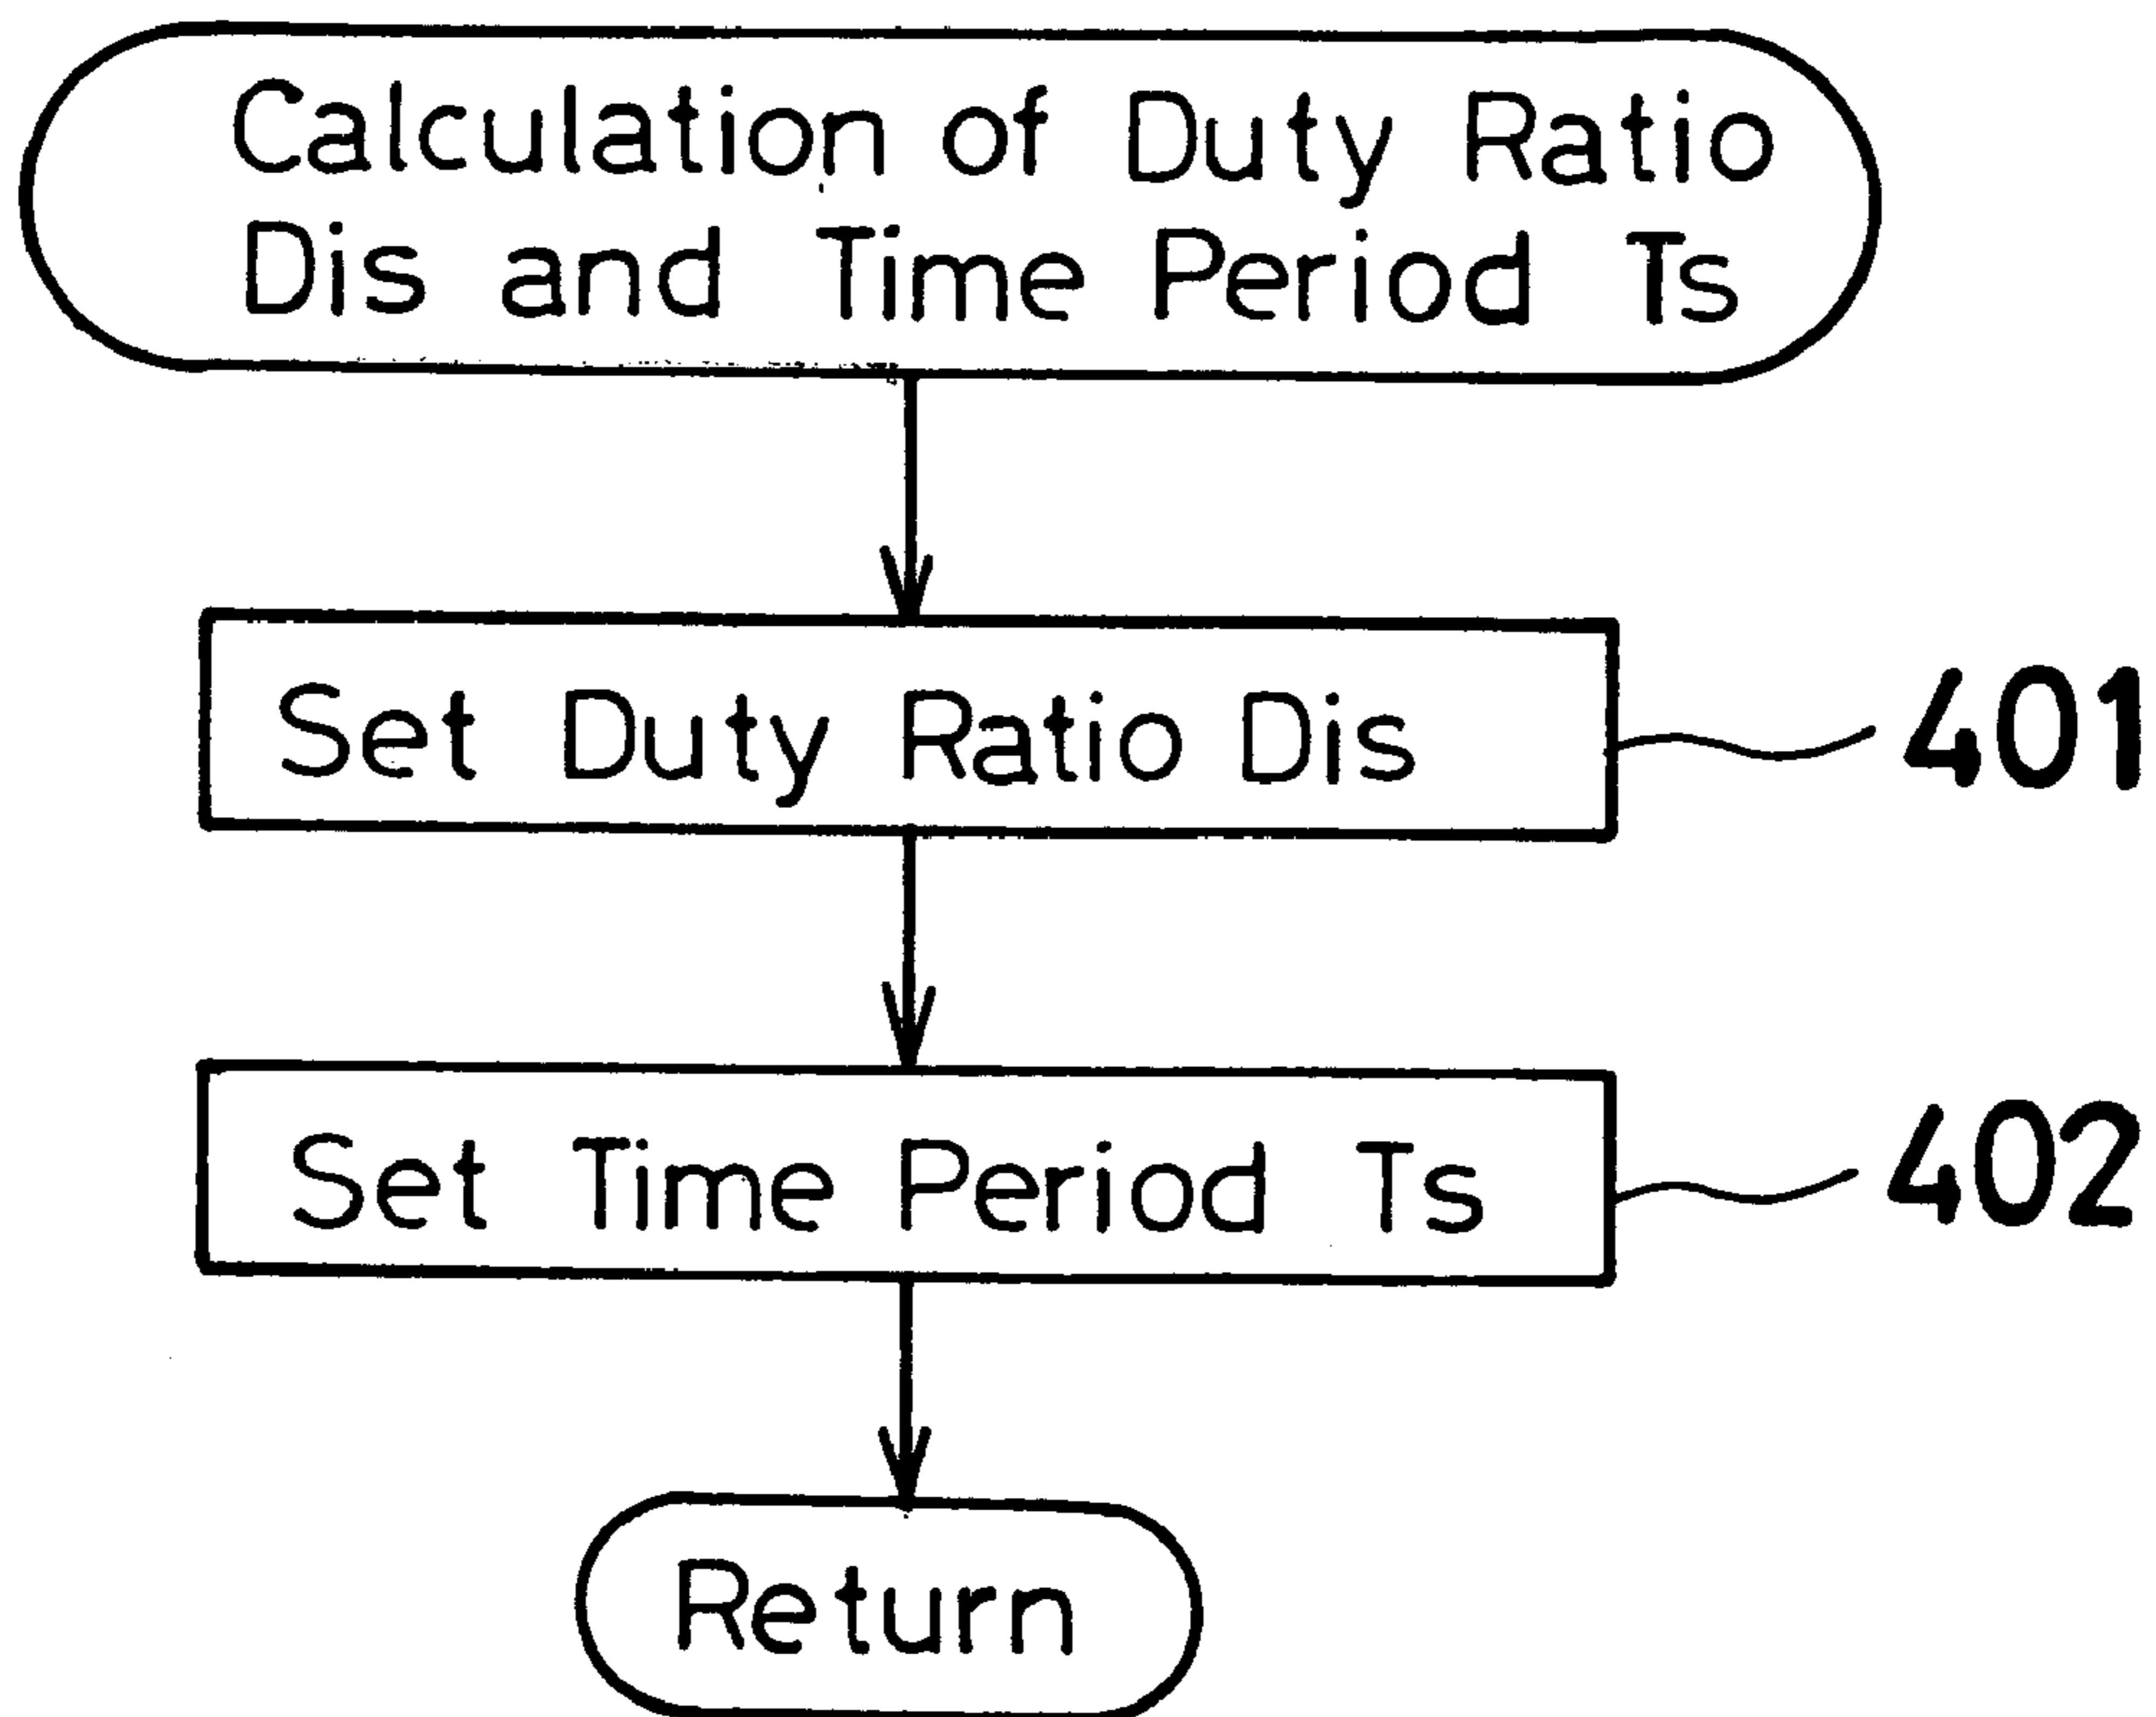 Calculation of Duty Ratio
Dis and Time Period Ts
Set Duty Ratio Dis
401
Set Time Period Ts
402
Return